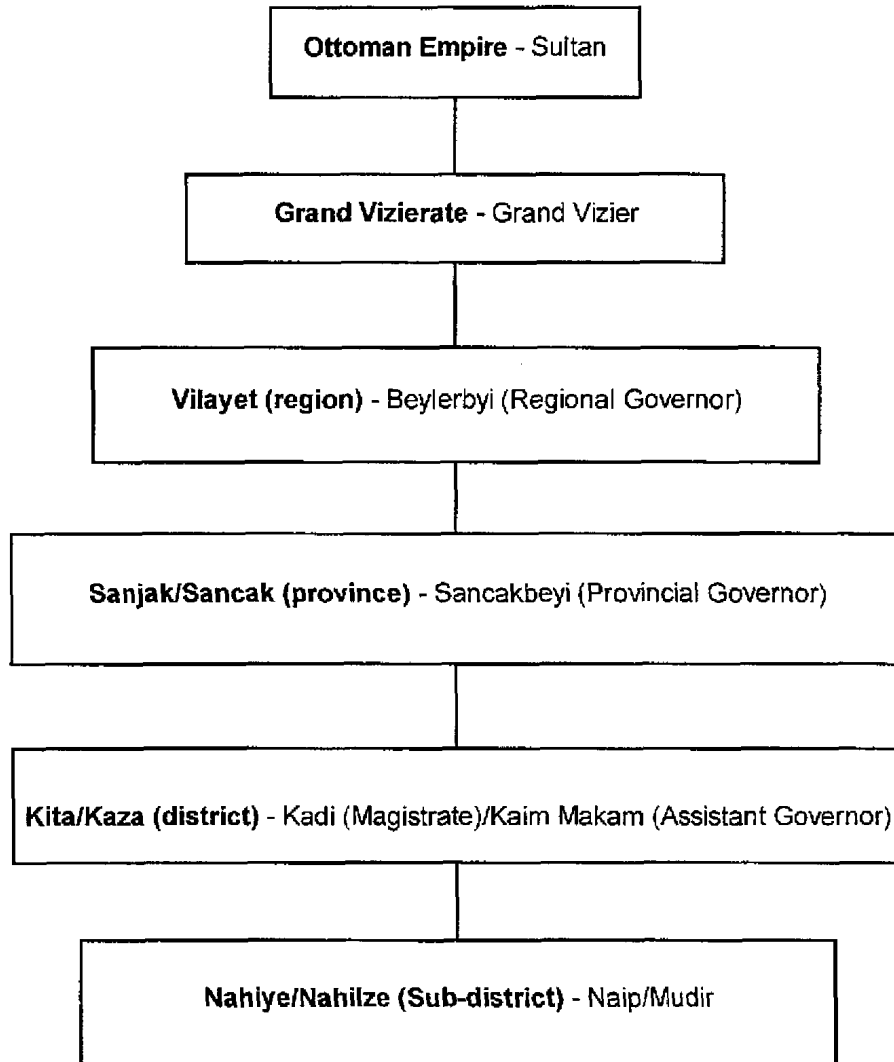 Ottoman Empire - Sultan
Grand Vizierate - Grand Vizier
Vilayet (region) - Beylerbyi (Regional Governor)
Sanjak/Sancak (province) - Sancakbeyi (Provincial Governor)
Kita/Kaza (district) - Kadi (Magistrate)/Kaim Makam (Assistant Governor)
Nahiye/Nahilze (Sub-district) - Naip/Mudir